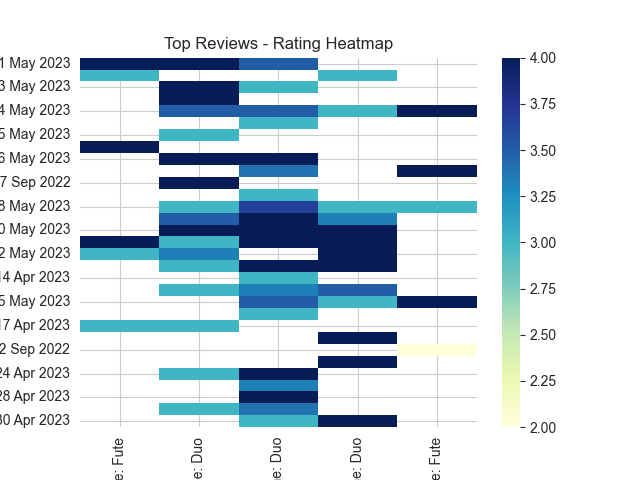 Top Reviews - Rating Heatmap
1 May 2023
3 May 2023
4 May 2023
5 May 2023
6 May 2023
7 Sep 2022
8 May 2023
0 May 2023
2 May 2023
14 Apr 2023
5 May 2023
17 Apr 2023
2 Sep 2022
24 Apr 2023
28 Apr 2023
30 Apr 2023
e: Fute
e: Duo
e: Duo
e: Duo
e: Fute
4.00
3.75
3.50
3.25
3.00
2.75
2.50
2.25
2.00